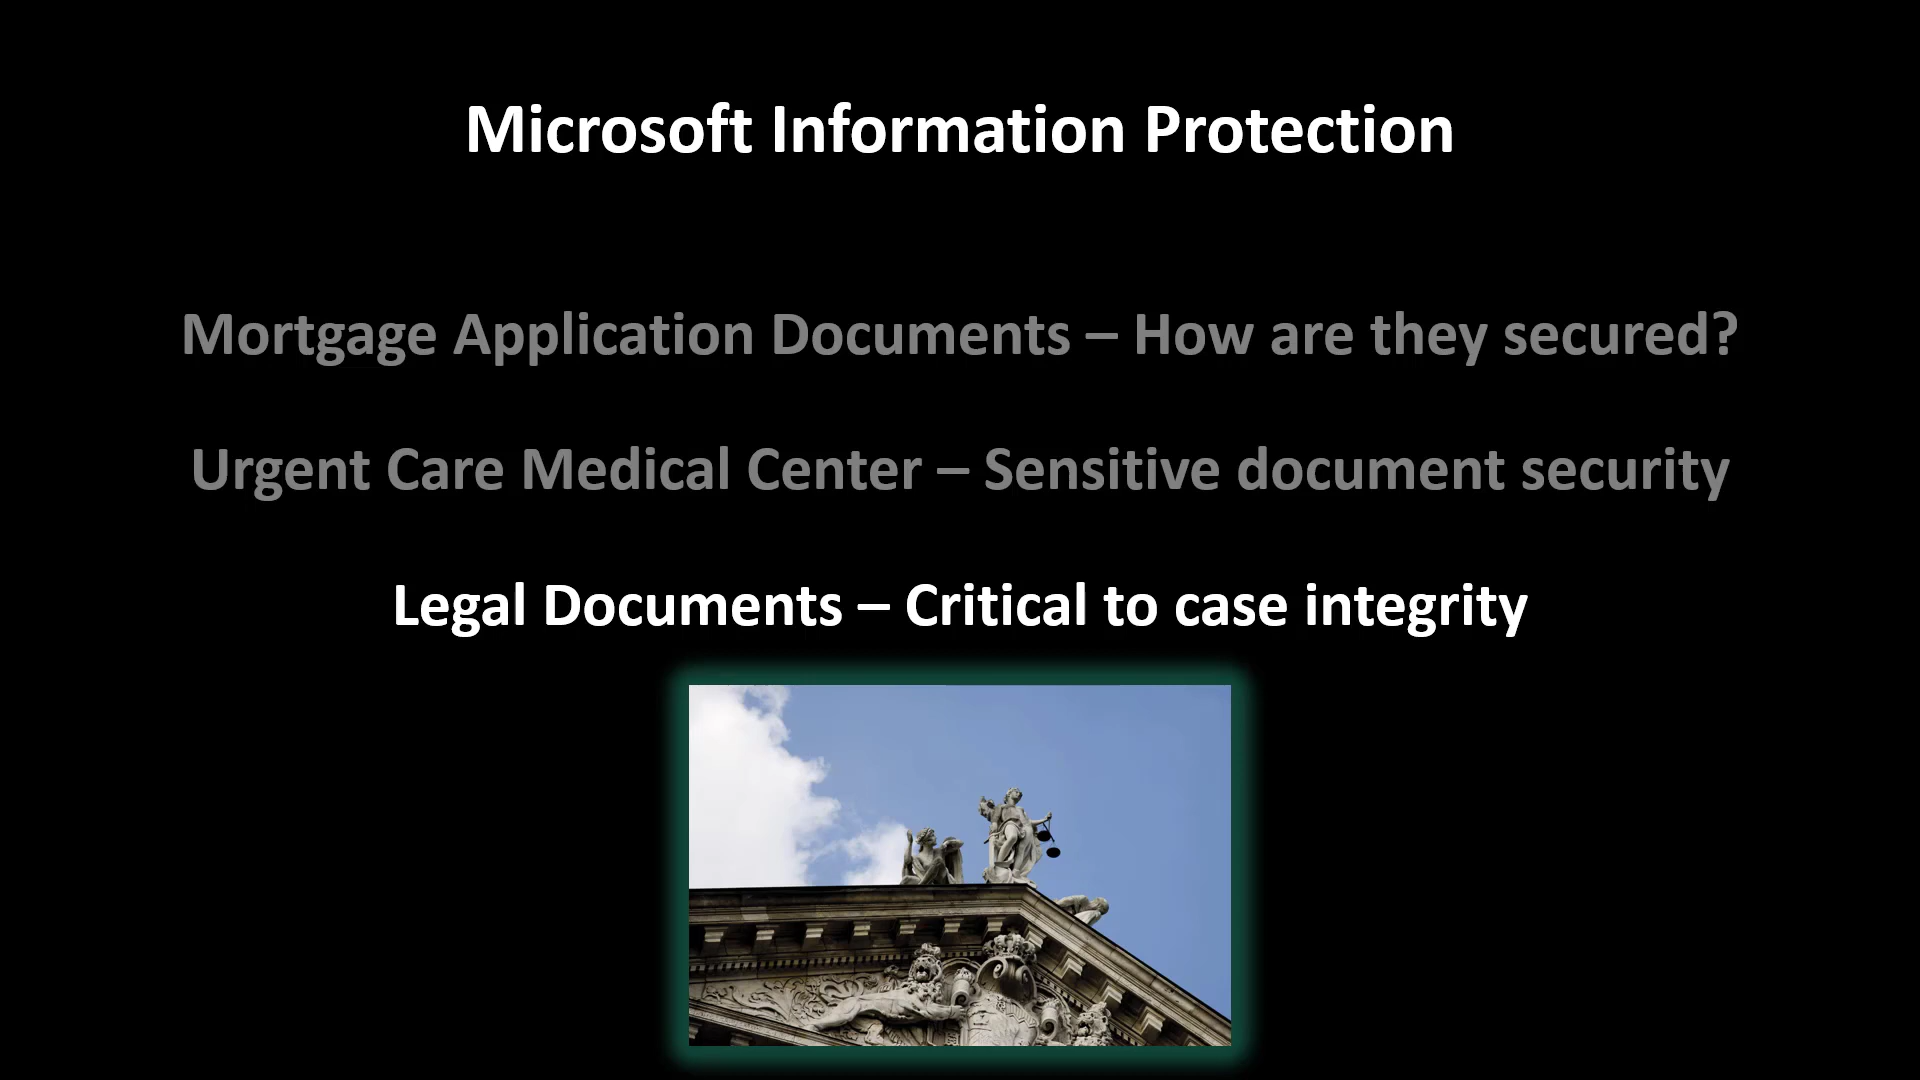 Microsoft Information Protection
Mortgage Application Documents – How are they secured?
Urgent Care Medical Center – Sensitive document security
Legal Documents – Critical to case integrity